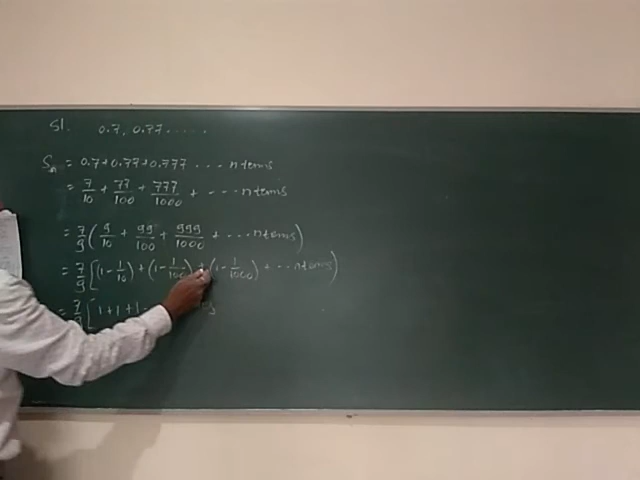 51. 0.7, 0.77 .....
Sn = 0.7 + 0.77 + 0.777 ... n terms
= 7/10 + 77/100 + 777/1000 + ... n terms
= 7/9 ( 9/10 + 99/100 + 999/1000 + ... n terms )
= 7/9 [ (1 - 1/10) + (1 - 1/100) + (1 - 1/1000) + ... n terms )
= 7/9 [ 1 + 1 + 1